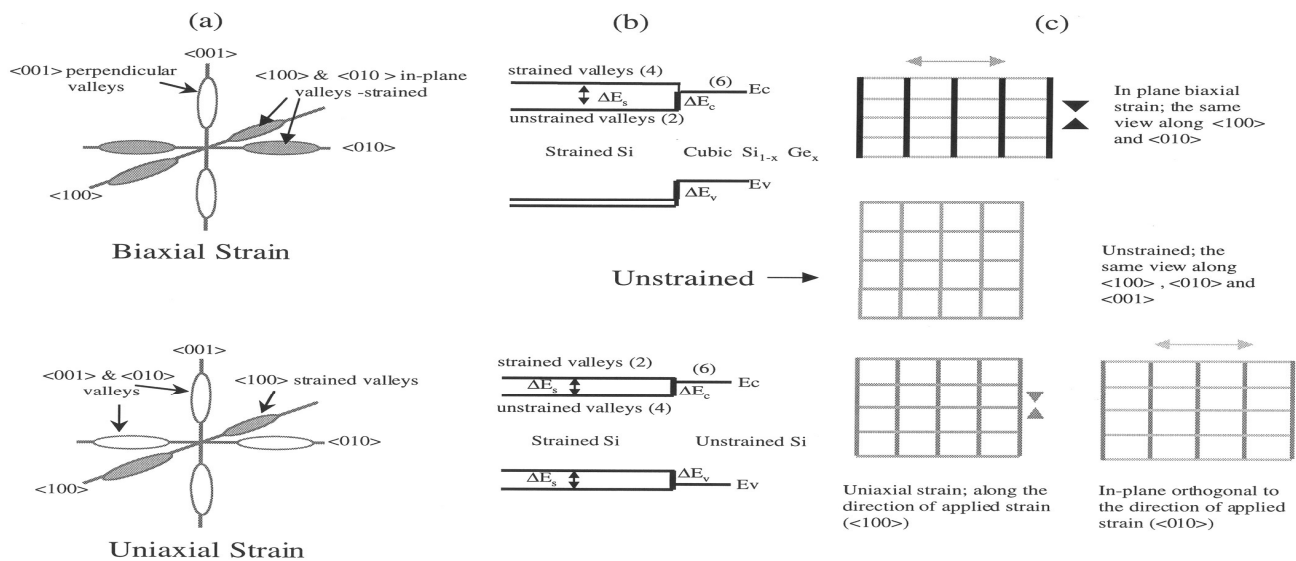 (a)
<001>
<001> perpendicular
valleys
<100> & <010 > in-plane
valleys -strained
<010>
<100>
Biaxial Strain
<001>
<001> & <010>
valleys
<100> strained valleys
<010>
<100>
Uniaxial Strain
(b)
strained valleys (4)
(6)
Ec
ΔEs
ΔEc
unstrained valleys (2)
Strained Si
Cubic Si1-x Gex
Ev
ΔEv
Unstrained
strained valleys (2)
(6)
Ec
ΔEs
ΔEc
unstrained valleys (4)
Strained Si
Unstrained Si
ΔEs
ΔEv
Ev
(c)
In plane biaxial
strain; the same
view along <100>
and <010>
Unstrained; the
same view along
<100> , <010> and
<001>
Uniaxial strain; along the
direction of applied strain
(<100>)
In-plane orthogonal to
the direction of applied
strain (<010>)